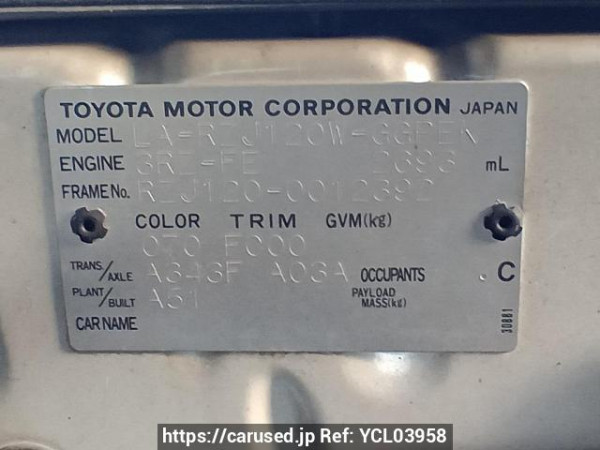 TOYOTA MOTOR CORPORATION JAPAN
MODEL LA-RZJ120W-GGPEK
ENGINE 3RZ-FE 2693 mL
FRAME No. RZJ120-0012392
COLOR TRIM GVM(kg)
070 FC00
TRANS/AXLE A343F A03A OCCUPANTS . C
PLANT/BUILT A51 PAYLOAD MASS(kg)
CAR NAME
30881
https://carused.jp Ref: YCL03958